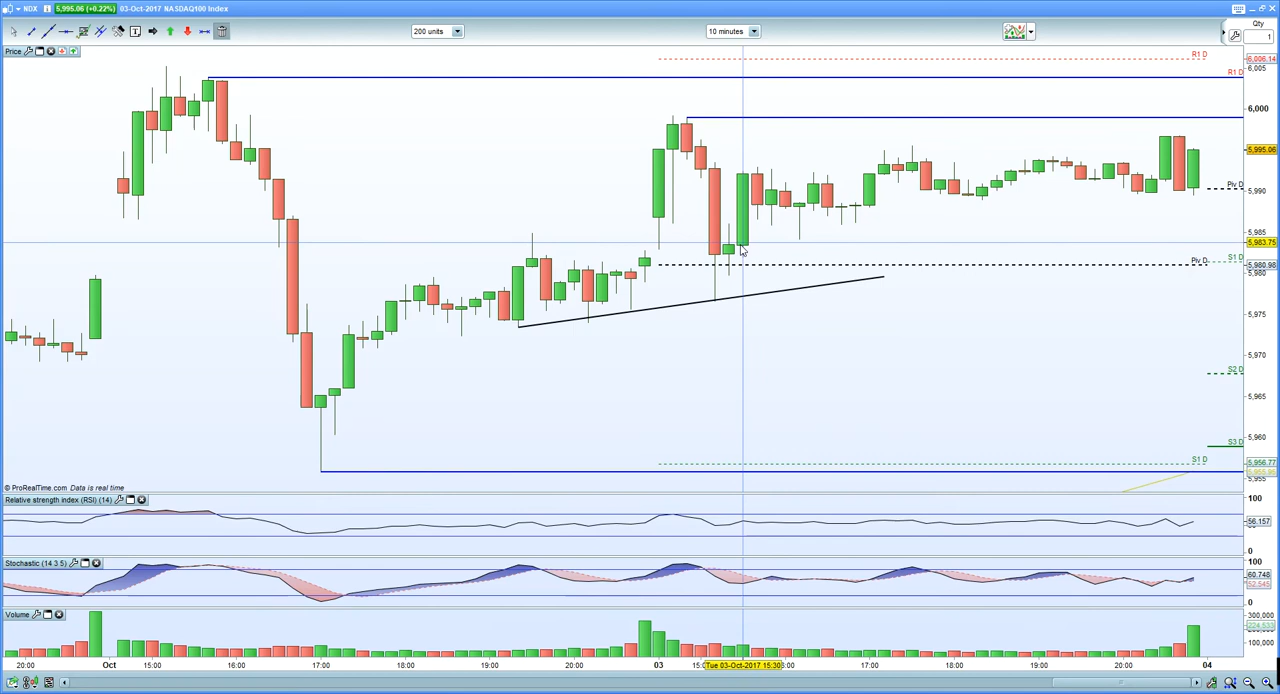 NDX 5,995.06 (+0.22%) 03-Oct-2017 NASDAQ100 Index
200 units
10 minutes
Qty
1
Price
R1 D
6,006.14
6,005
R1 D
6,000
5,995.06
Piv D
5,990
5,985
5,983.75
S1 D
Piv D
5,980.98
5,980
5,975
5,970
S2 D
5,965
5,960
S3 D
S1 D
5,956.77
5,955
© ProRealTime.com Data is real time
Relative strength index (RSI) (14)
100
56.157
0
Stochastic (14 3 5)
100
60.748
52.545
0
Volume
300,000
224,533
100,000
20:00 Oct 15:00 16:00 17:00 18:00 19:00 20:00 03 Tue 03-Oct-2017 15:30 17:00 18:00 19:00 20:00 04